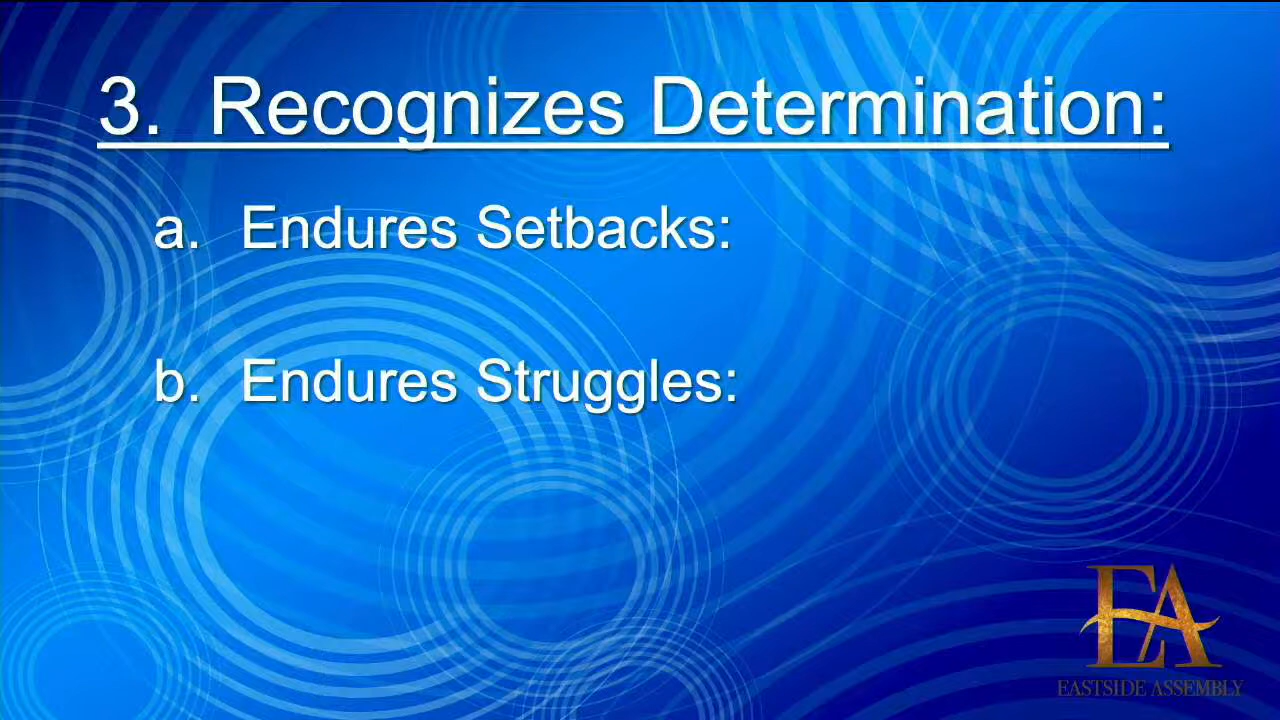 3. Recognizes Determination:
a. Endures Setbacks:
b. Endures Struggles:
EA
EASTSIDE ASSEMBLY